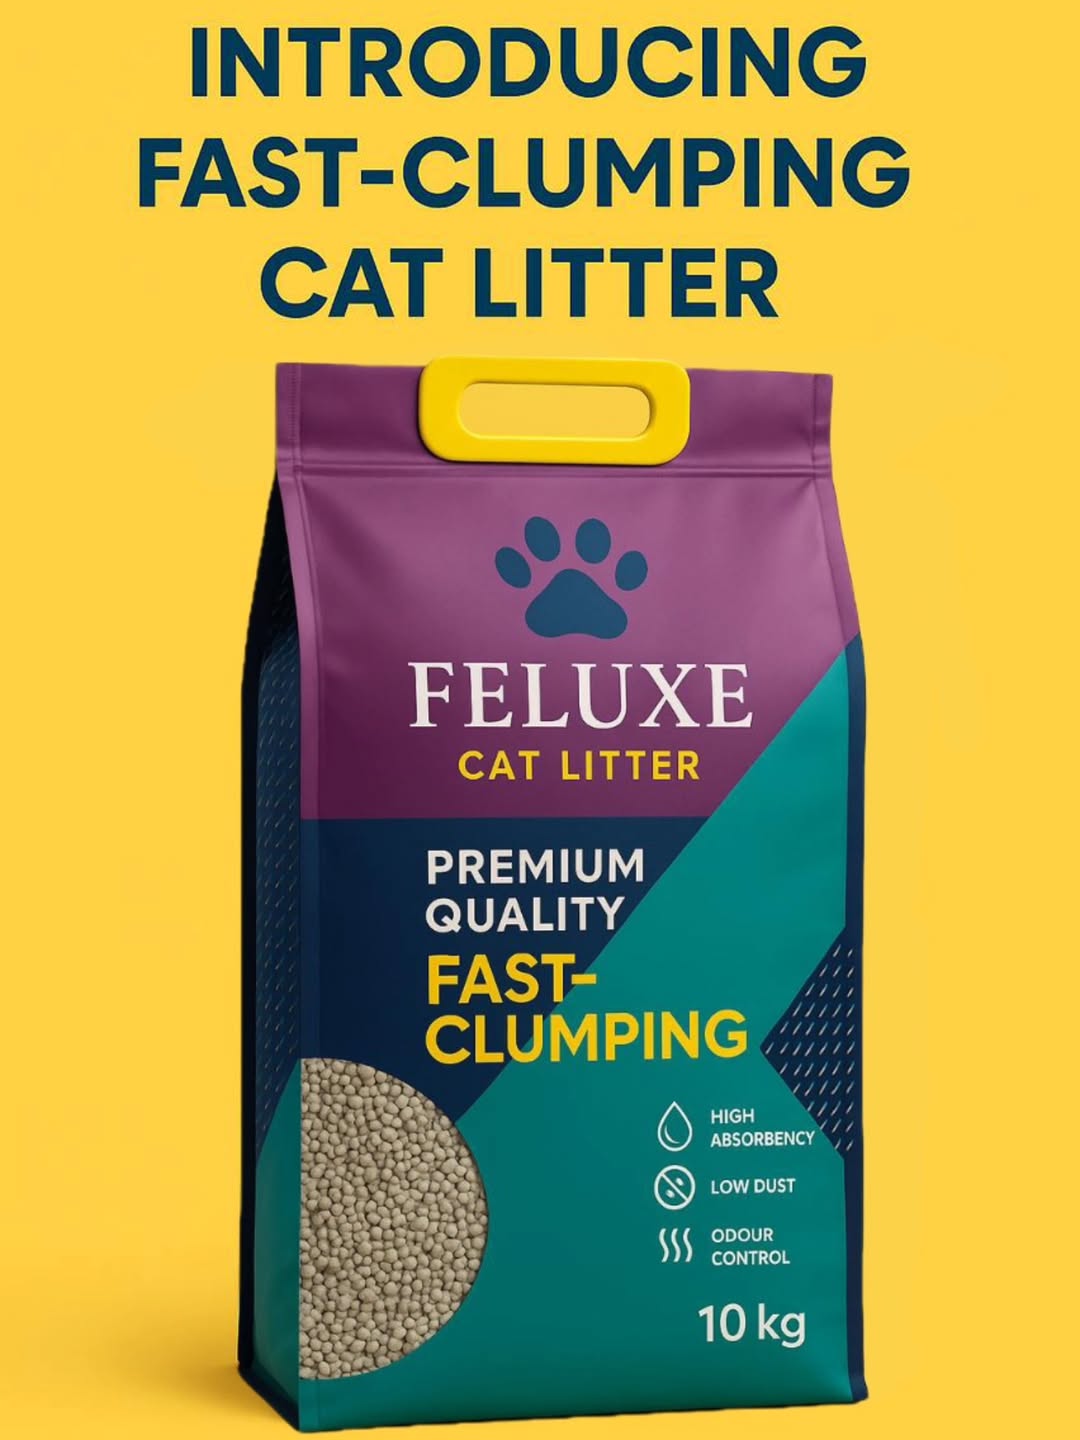 INTRODUCING
FAST-CLUMPING
CAT LITTER
FELUXE
CAT LITTER
PREMIUM
QUALITY
FAST-
CLUMPING
HIGH
ABSORBENCY
LOW DUST
ODOUR
CONTROL
10 kg